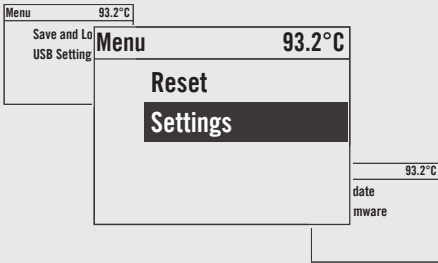 Menu 93.2°C
Save and Lo
USB Setting
Menu 93.2°C
Reset
Settings
93.2°C
date
mware